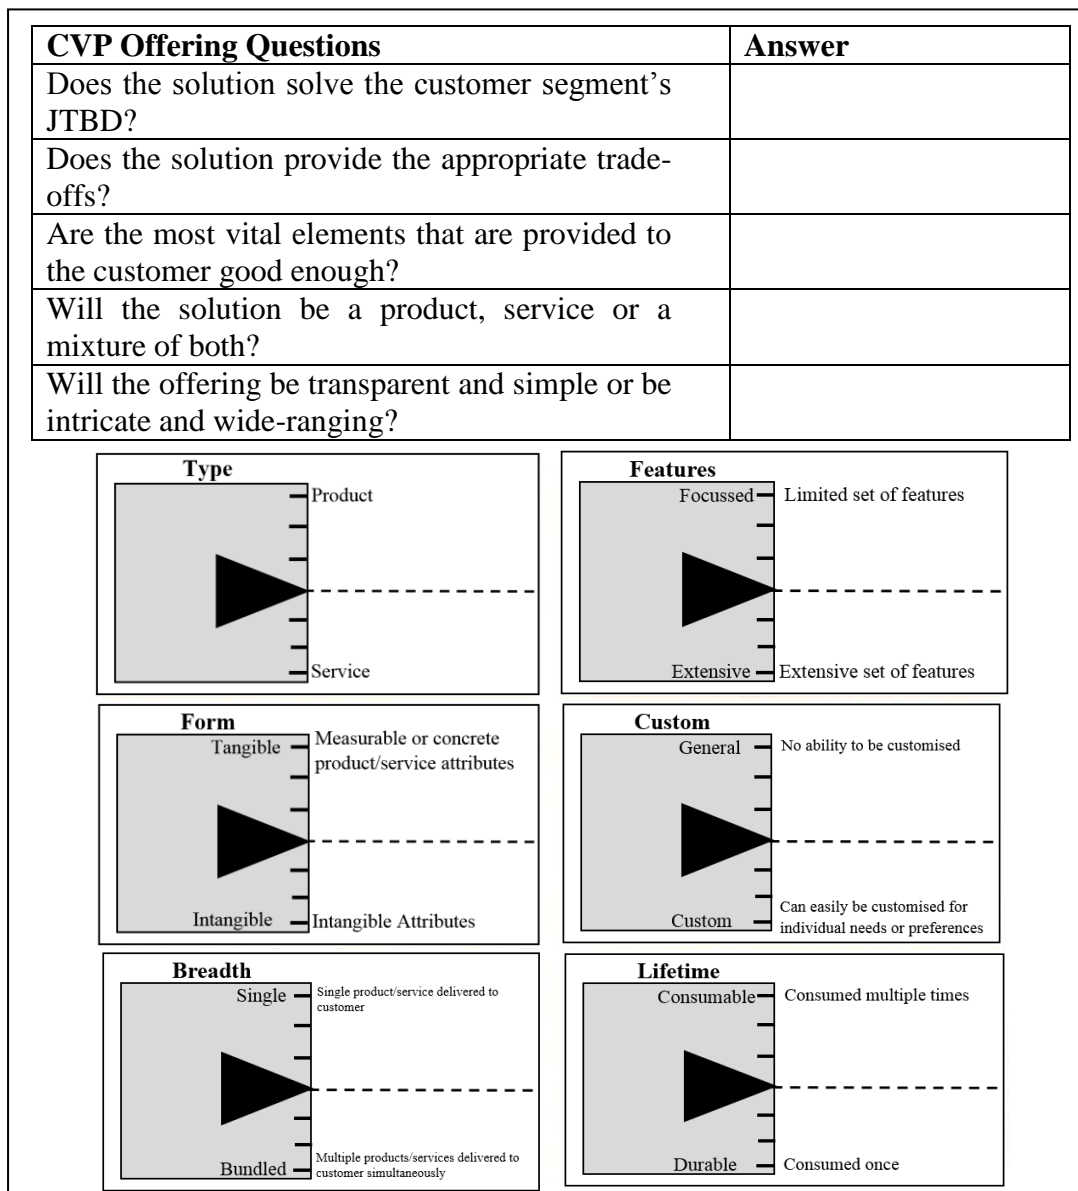 CVP Offering Questions Answer
Does the solution solve the customer segment’s
JTBD?
Does the solution provide the appropriate trade-
offs?
Are the most vital elements that are provided to
the customer good enough?
Will the solution be a product, service or a
mixture of both?
Will the offering be transparent and simple or be
intricate and wide-ranging?
Type
Product
Service
Features
Focussed Limited set of features
Extensive Extensive set of features
Form
Tangible Measurable or concrete
product/service attributes
Intangible Intangible Attributes
Custom
General No ability to be customised
Can easily be customised for
Custom individual needs or preferences
Breadth
Single Single product/service delivered to
customer
Multiple products/services delivered to
Bundled customer simultaneously
Lifetime
Consumable Consumed multiple times
Durable Consumed once